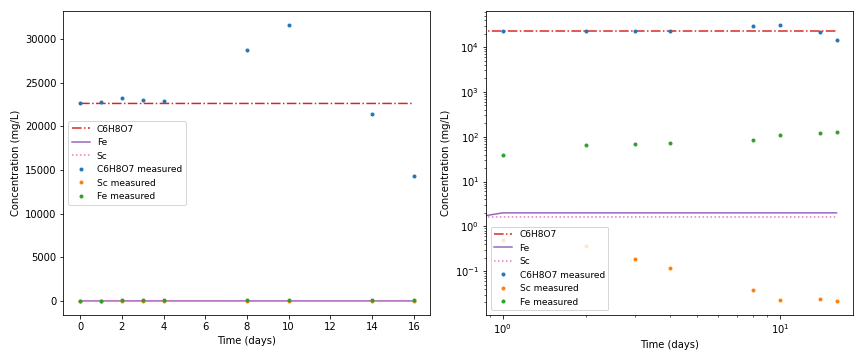 30000
25000
20000
15000
10000
5000
0
Concentration (mg/L)
C6H8O7
Fe
Sc
C6H8O7 measured
Sc measured
Fe measured
0 2 4 6 8 10 12 14 16
Time (days)
10⁴
10³
10²
10¹
10⁰
10⁻¹
Concentration (mg/L)
C6H8O7
Fe
Sc
C6H8O7 measured
Sc measured
Fe measured
10⁰ 10¹
Time (days)